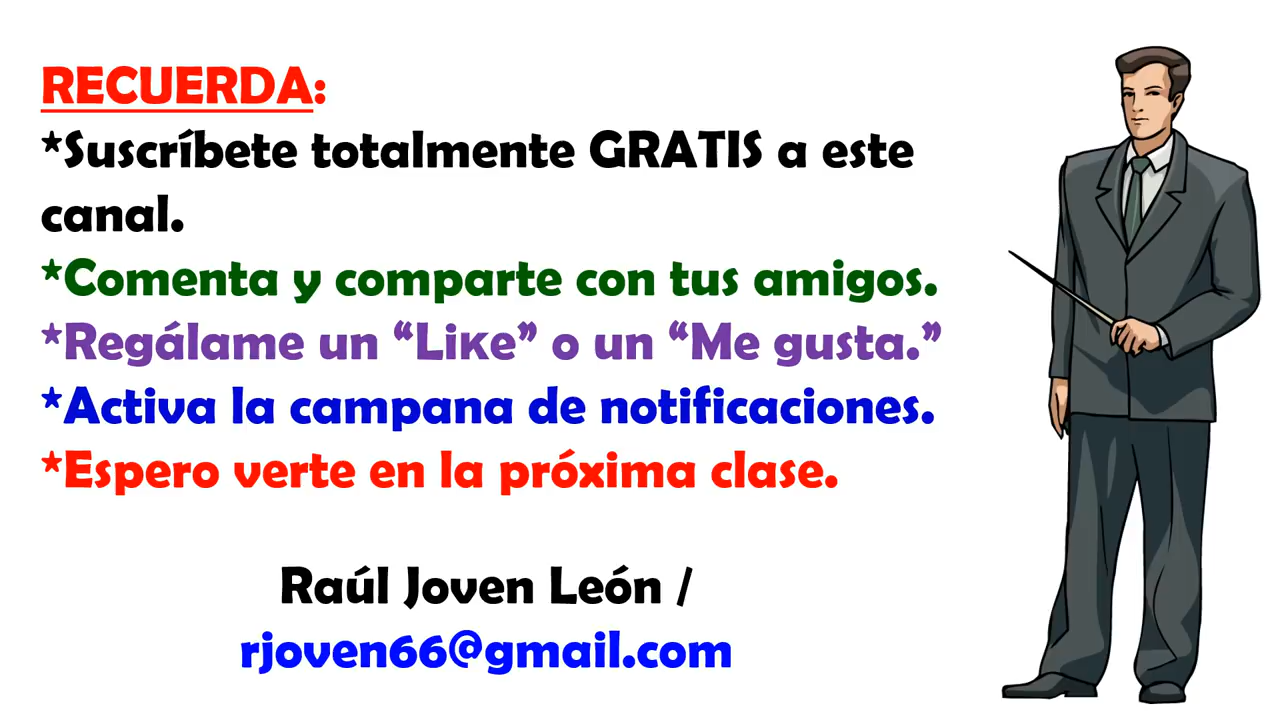 RECUERDA:
*Suscríbete totalmente GRATIS a este
canal.
*Comenta y comparte con tus amigos.
*Regálame un “Like” o un “Me gusta.”
*Activa la campana de notificaciones.
*Espero verte en la próxima clase.
Raúl Joven León /
rjoven66@gmail.com